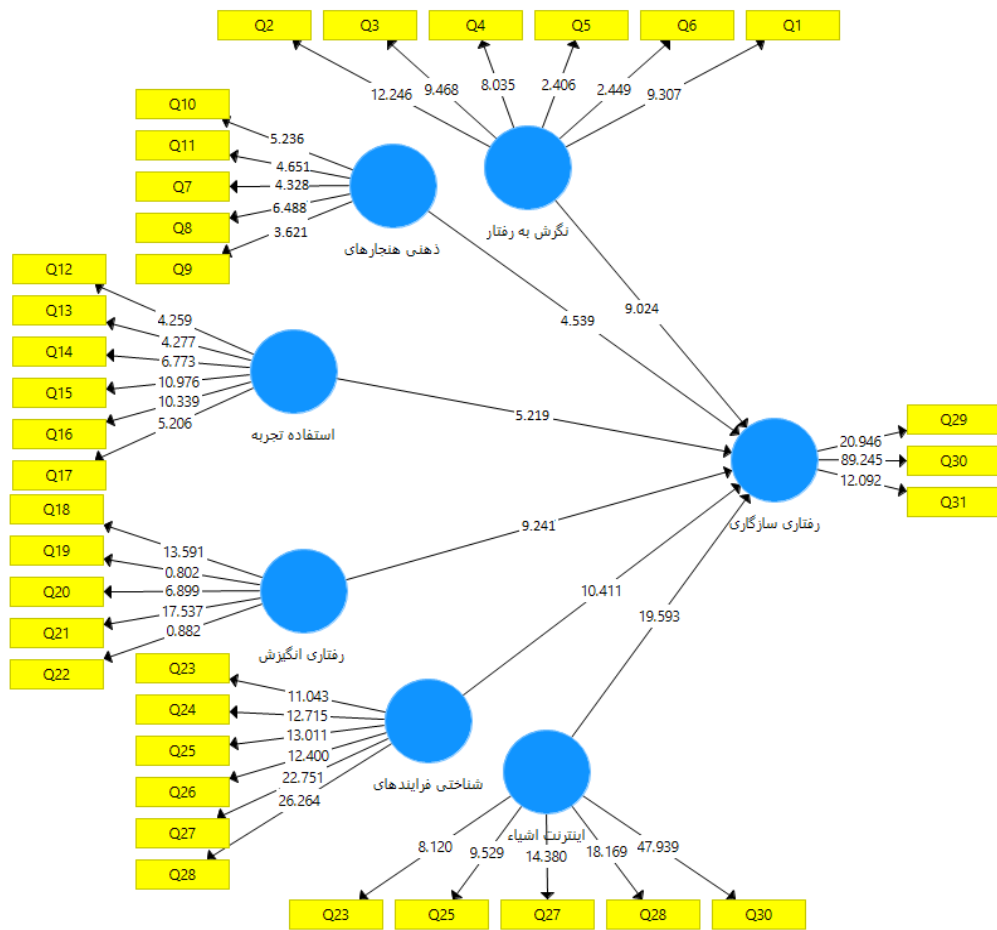 Q2
Q3
Q4
Q5
Q6
Q1
12.246
9.468
8.035
2.406
2.449
9.307
نگرش به رفتار
Q10
Q11
Q7
Q8
Q9
5.236
4.651
4.328
6.488
3.621
ذهنی هنجارهای
Q12
Q13
Q14
Q15
Q16
Q17
4.259
4.277
6.773
10.976
10.339
5.206
استفاده تجربه
Q18
Q19
Q20
Q21
Q22
13.591
0.802
6.899
17.537
0.882
رفتاری انگیزش
Q23
Q24
Q25
Q26
Q27
Q28
11.043
12.715
13.011
12.400
22.751
26.264
شناختی فرایندهای
اینترنت اشیاء
8.120
9.529
14.380
18.169
47.939
Q23
Q25
Q27
Q28
Q30
9.024
4.539
5.219
9.241
10.411
19.593
رفتاری سازگاری
20.946
89.245
12.092
Q29
Q30
Q31